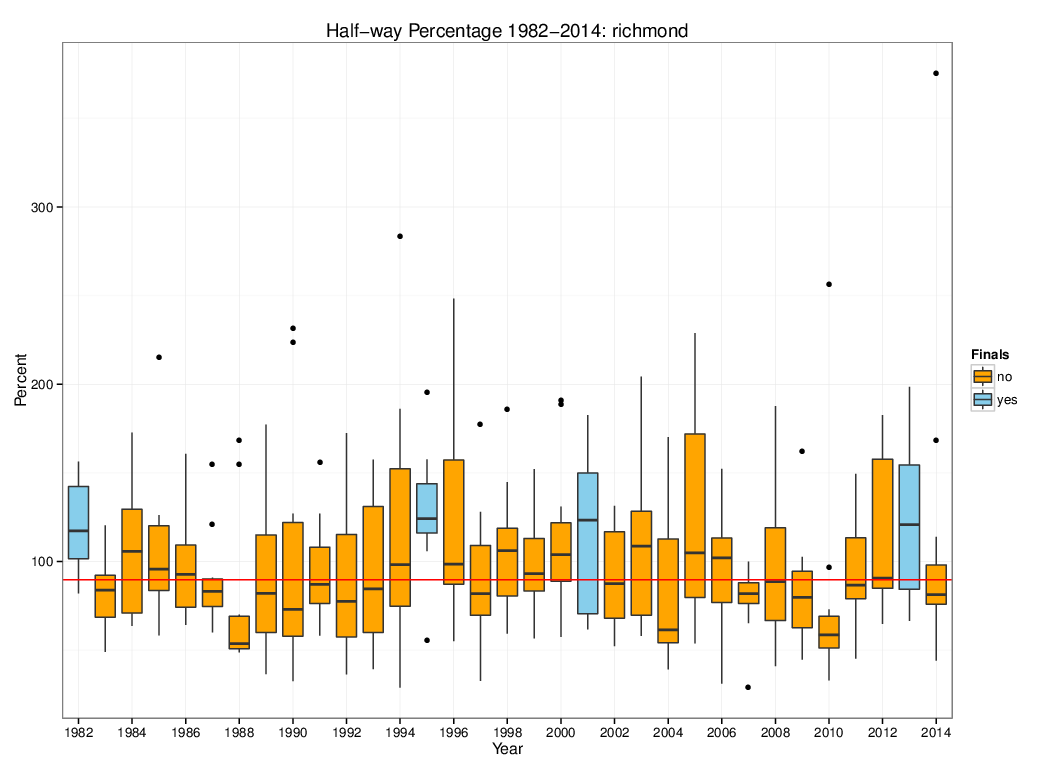 Half−way Percentage 1982−2014: richmond
300
200
100
Percent
1982 1984 1986 1988 1990 1992 1994 1996 1998 2000 2002 2004 2006 2008 2010 2012 2014
Year
Finals
no
yes